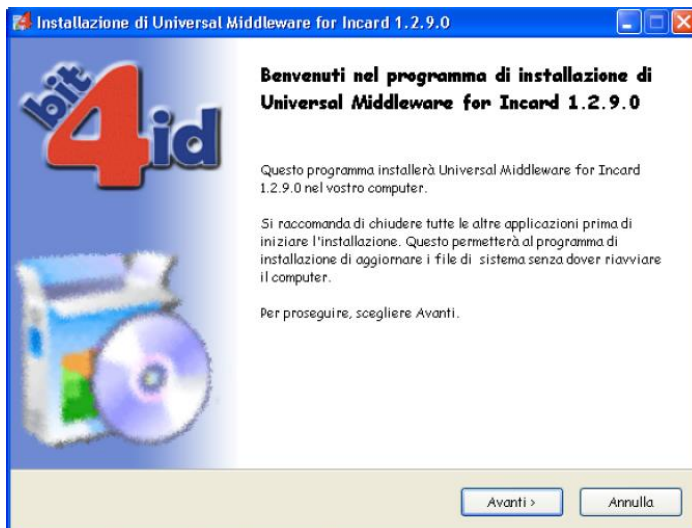 Installazione di Universal Middleware for Incard 1.2.9.0
bit
4id
Benvenuti nel programma di installazione di
Universal Middleware for Incard 1.2.9.0
Questo programma installerà Universal Middleware for Incard
1.2.9.0 nel vostro computer.
Si raccomanda di chiudere tutte le altre applicazioni prima di
iniziare l'installazione. Questo permetterà al programma di
installazione di aggiornare i file di sistema senza dover riavviare
il computer.
Per proseguire, scegliere Avanti.
Avanti >
Annulla